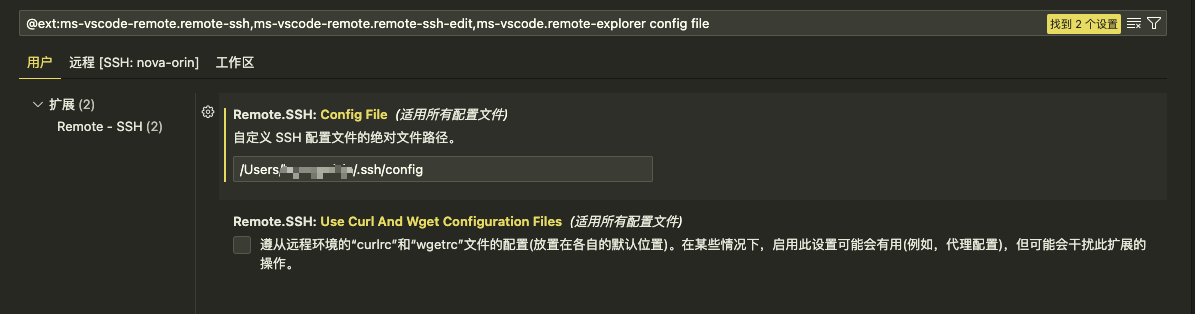 @ext:ms-vscode-remote.remote-ssh,ms-vscode-remote.remote-ssh-edit,ms-vscode.remote-explorer config file
找到 2 个设置
用户 远程 [SSH: nova-orin] 工作区
扩展 (2)
Remote - SSH (2)
Remote.SSH: Config File (适用所有配置文件)
自定义 SSH 配置文件的绝对文件路径。
/Users/ /.ssh/config
Remote.SSH: Use Curl And Wget Configuration Files (适用所有配置文件)
遵从远程环境的“curlrc”和“wgetrc”文件的配置(放置在各自的默认位置)。在某些情况下，启用此设置可能会有用(例如，代理配置)，但可能会干扰此扩展的
操作。